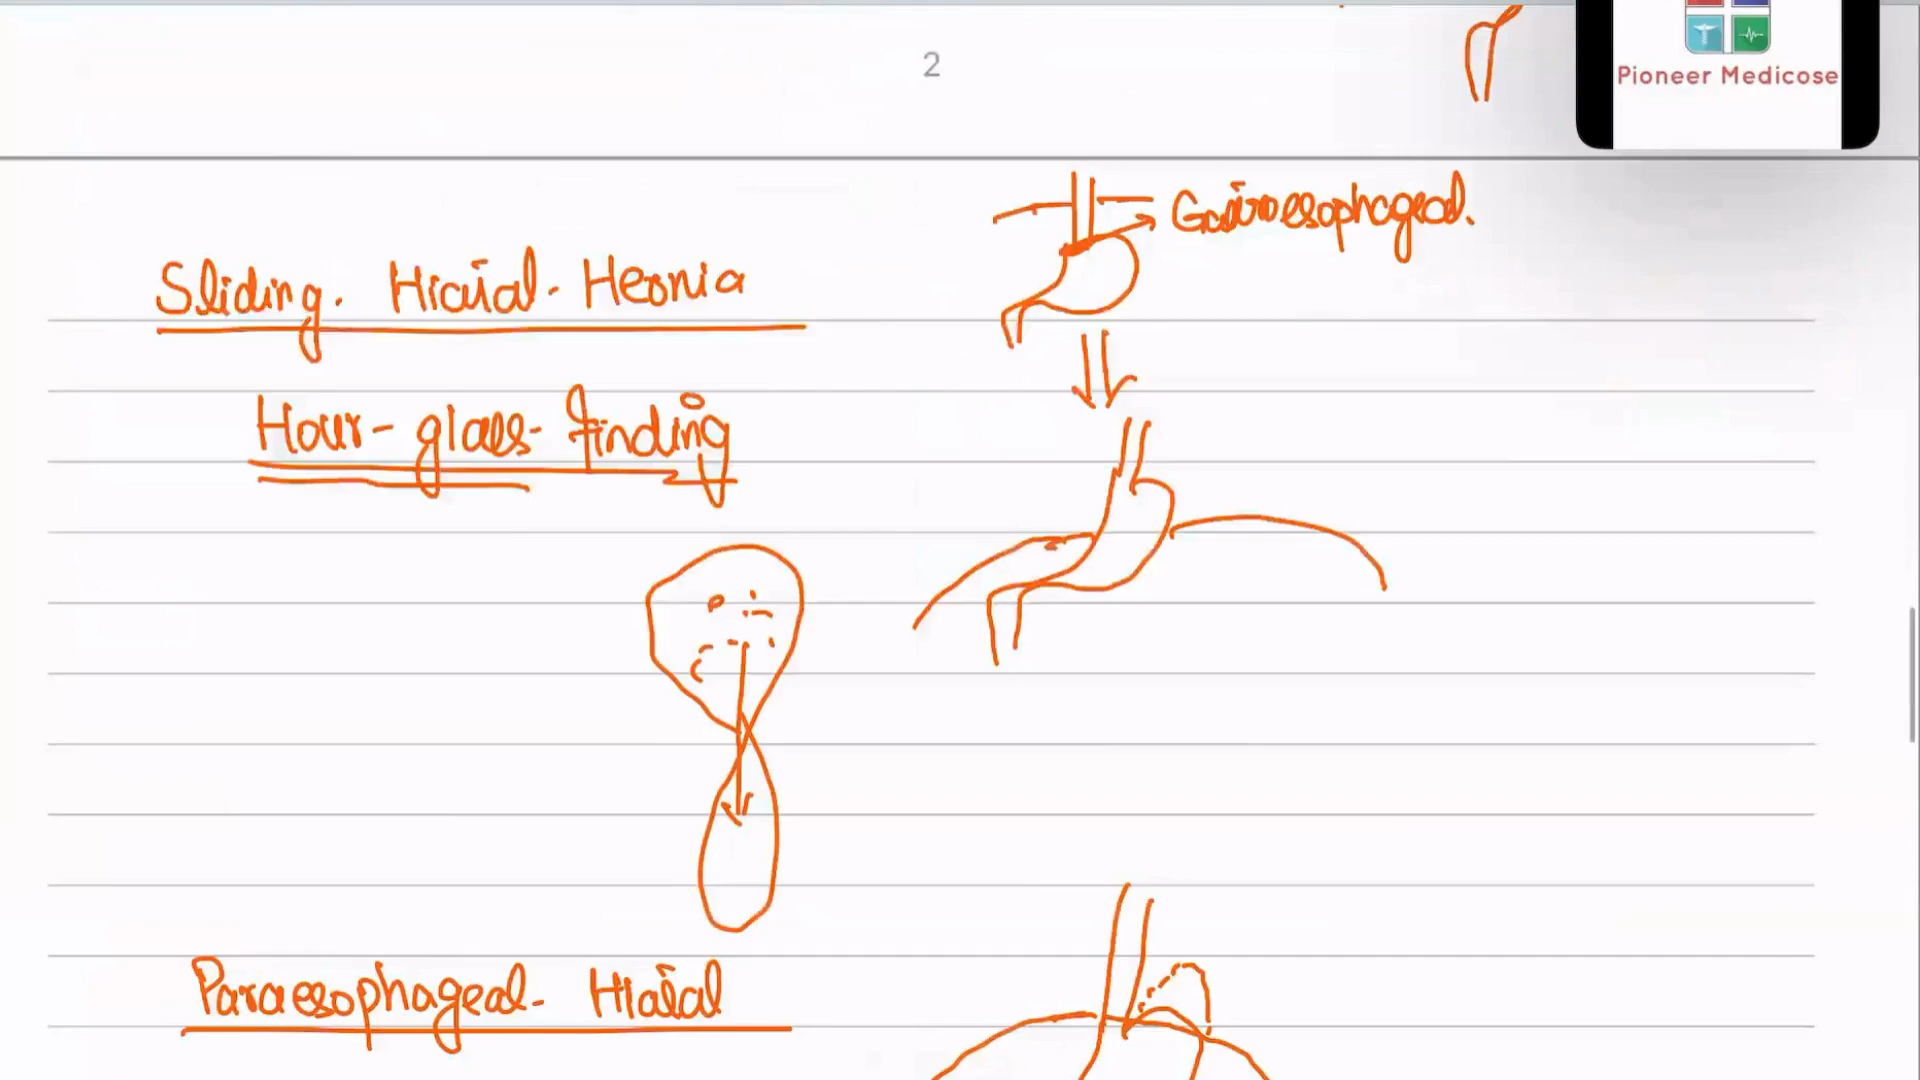 2
Pioneer Medicose
Gastroesophageal.
Sliding. Hiatal-Hernia
Hour-glass-finding
Paraesophageal- Hiatal